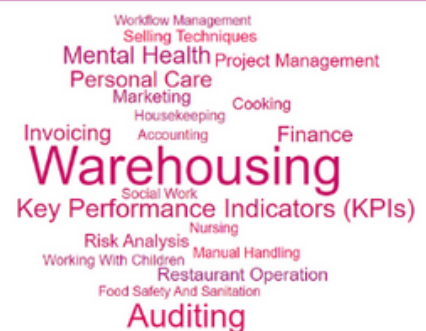 Workflow Management
Selling Techniques
Mental Health Project Management
Personal Care
Marketing Cooking
Housekeeping
Invoicing Accounting Finance
Warehousing
Social Work
Key Performance Indicators (KPIs)
Nursing
Risk Analysis Manual Handling
Working With Children
Restaurant Operation
Food Safety And Sanitation
Auditing